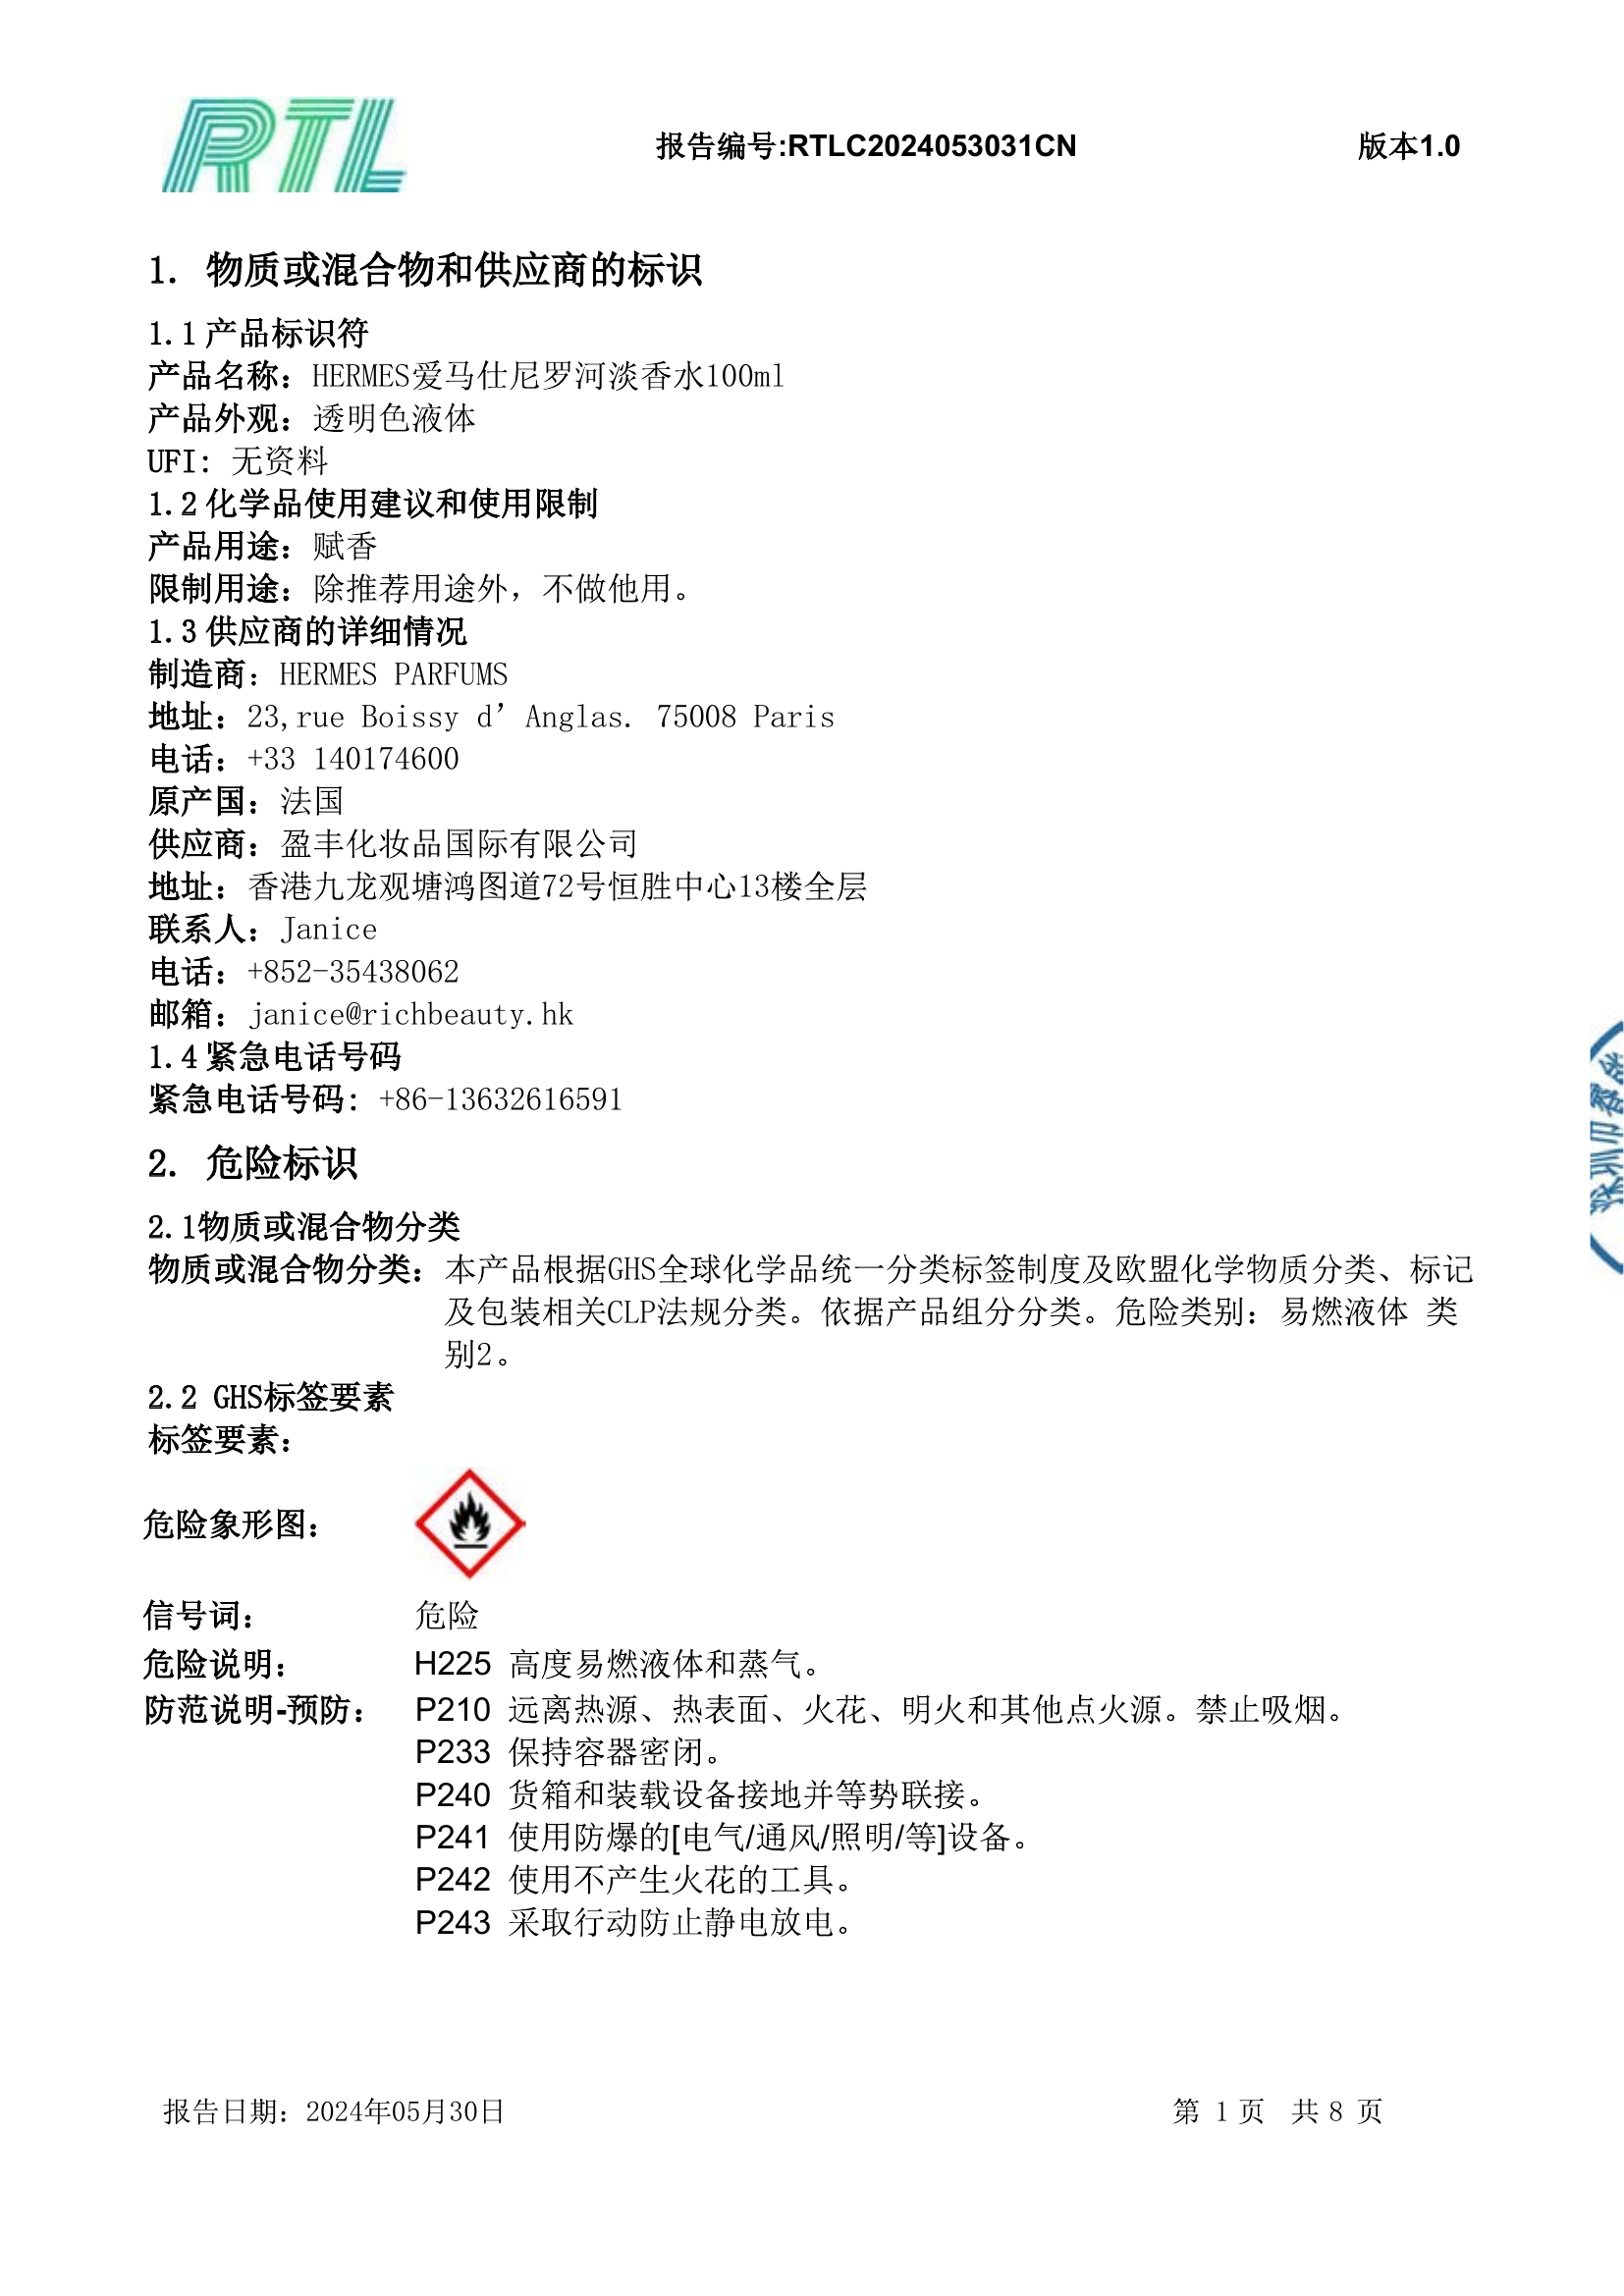 RTL
报告编号:RTLC2024053031CN 版本1.0
1. 物质或混合物和供应商的标识
1.1产品标识符
产品名称：HERMES爱马仕尼罗河淡香水100ml
产品外观：透明色液体
UFI: 无资料
1.2化学品使用建议和使用限制
产品用途：赋香
限制用途：除推荐用途外，不做他用。
1.3供应商的详细情况
制造商：HERMES PARFUMS
地址：23,rue Boissy d’Anglas. 75008 Paris
电话：+33 140174600
原产国：法国
供应商：盈丰化妆品国际有限公司
地址：香港九龙观塘鸿图道72号恒胜中心13楼全层
联系人：Janice
电话：+852-35438062
邮箱：janice@richbeauty.hk
1.4紧急电话号码
紧急电话号码: +86-13632616591
2. 危险标识
2.1物质或混合物分类
物质或混合物分类：本产品根据GHS全球化学品统一分类标签制度及欧盟化学物质分类、标记
及包装相关CLP法规分类。依据产品组分分类。危险类别：易燃液体 类
别2。
2.2 GHS标签要素
标签要素：
危险象形图：
信号词： 危险
危险说明： H225 高度易燃液体和蒸气。
防范说明-预防： P210 远离热源、热表面、火花、明火和其他点火源。禁止吸烟。
P233 保持容器密闭。
P240 货箱和装载设备接地并等势联接。
P241 使用防爆的[电气/通风/照明/等]设备。
P242 使用不产生火花的工具。
P243 采取行动防止静电放电。
报告日期：2024年05月30日 第 1 页 共 8 页